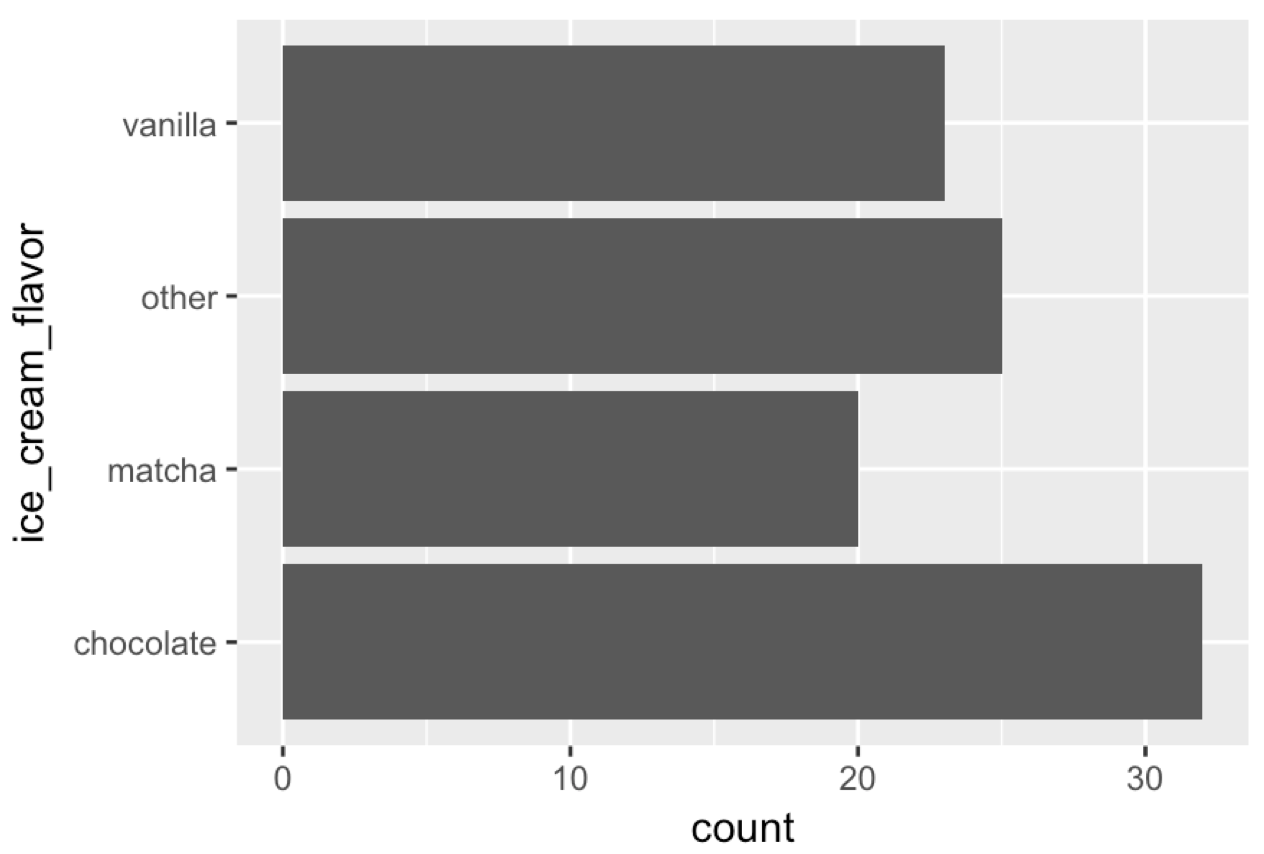 ice_cream_flavor
vanilla
other
matcha
chocolate
0 10 20 30
count